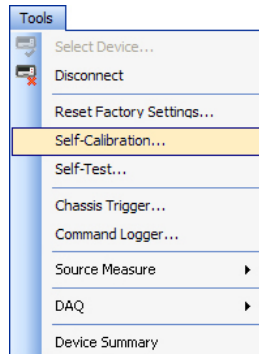 Tools
Select Device...
Disconnect
Reset Factory Settings...
Self-Calibration...
Self-Test...
Chassis Trigger...
Command Logger...
Source Measure
DAQ
Device Summary